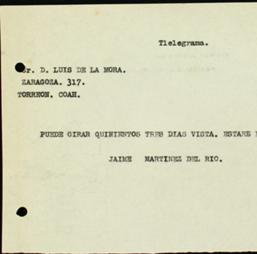 Tlelegrama.
Sr. D. LUIS DE LA MORA.
ZARAGOZA. 317.
TORREON. COAH.
PUEDE GIRAR QUINIENTOS TRES DIAS VISTA. ESTARE
JAIME MARTINEZ DEL RIO.